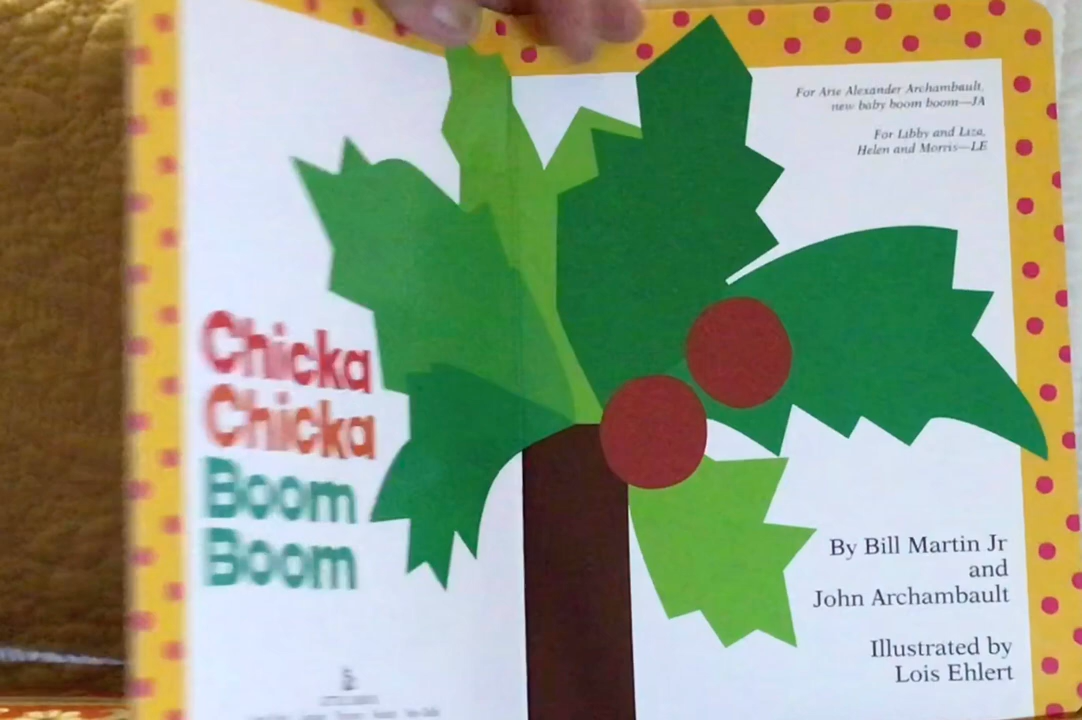 Chicka
Chicka
Boom
Boom
For Arie Alexander Archambault,
new baby boom boom—JA
For Libby and Liza,
Helen and Morris—LE
By Bill Martin Jr
and
John Archambault
Illustrated by
Lois Ehlert